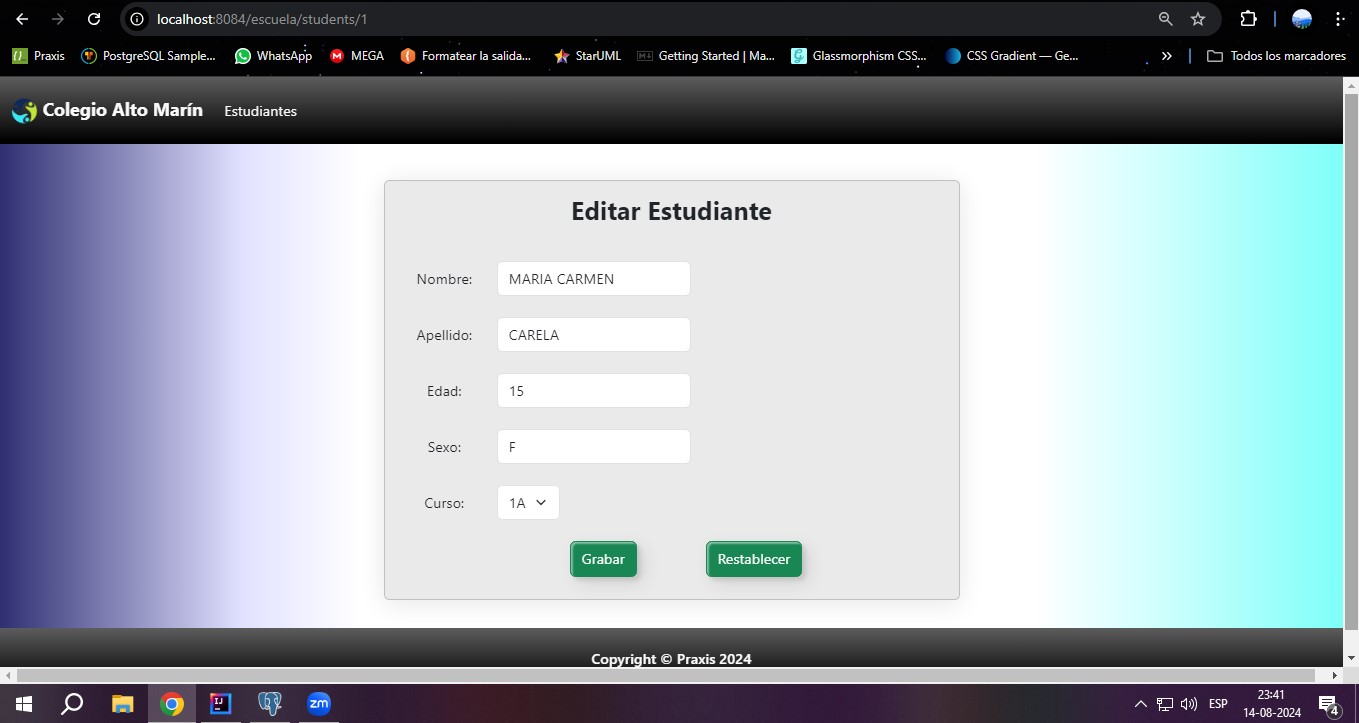 localhost:8084/escuela/students/1
Praxis PostgreSQL Sample... WhatsApp MEGA Formatear la salida... StarUML Getting Started | Ma... Glassmorphism CSS... CSS Gradient — Ge... » Todos los marcadores
Colegio Alto Marín Estudiantes
Editar Estudiante
Nombre: MARIA CARMEN
Apellido: CARELA
Edad: 15
Sexo: F
Curso: 1A
Grabar Restablecer
Copyright © Praxis 2024
zm ESP 23:41
14-08-2024 4